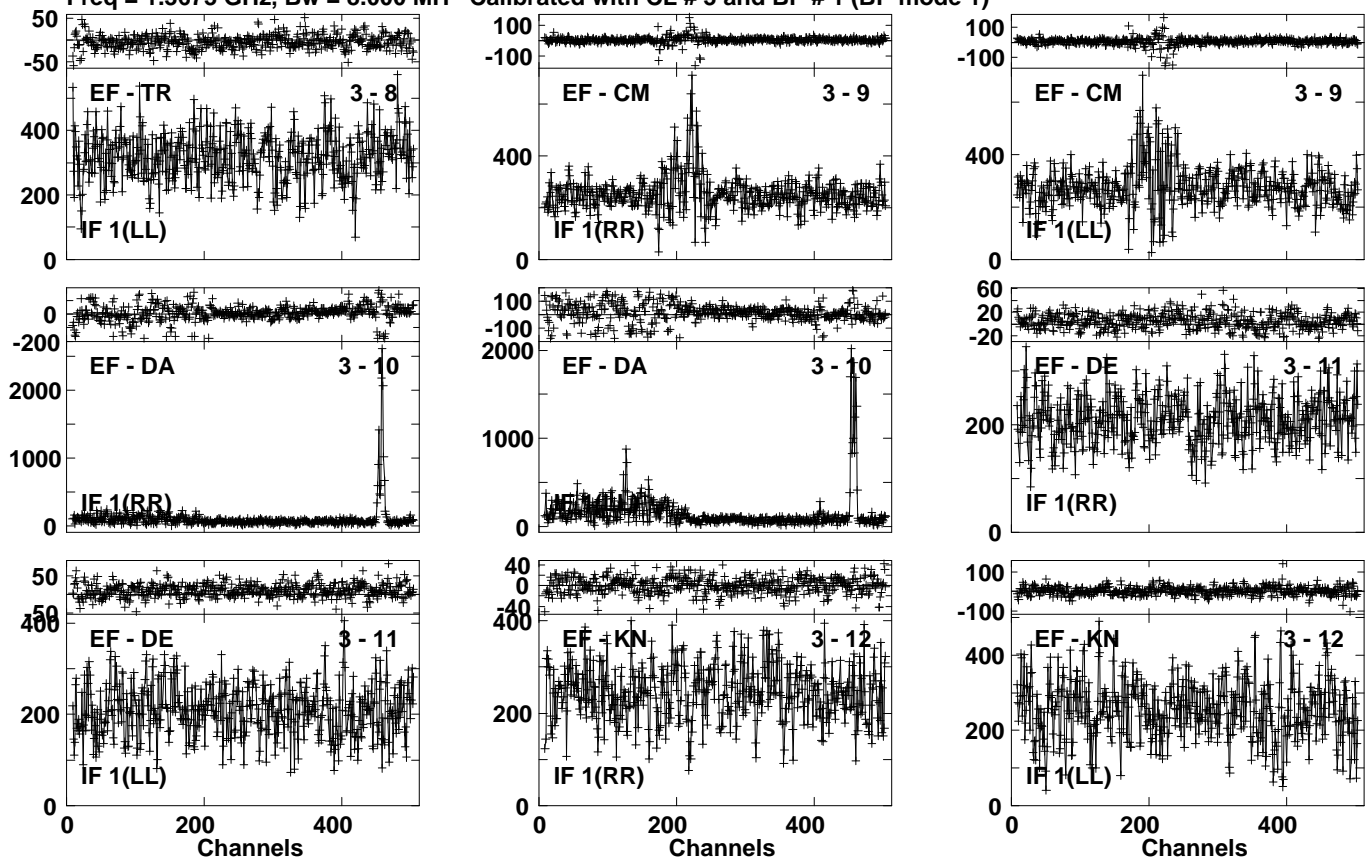 Freq = GHz, Bw = MH Calibrated with CL # 3 and BP # 1 (BP mode 1)
50
0
-50
EF - TR 3 - 8
400
200
IF 1(LL)
0
100
-100
EF - CM 3 - 9
400
IF 1(RR)
0
100
-100
EF - CM 3 - 9
400
IF 1(LL)
0
0
-200
EF - DA 3 - 10
2000
1000
IF 1(RR)
0
100
-100
2000
EF - DA 3 - 10
1000
IF 1(LL)
0
60
20
-20
EF - DE 3 - 11
200
IF 1(RR)
0
50
-50
400
EF - DE 3 - 11
200
IF 1(LL)
0
0 200 400
Channels
40
0
-40
400
EF - KN 3 - 12
200
IF 1(RR)
0
0 200 400
Channels
100
-100
EF - KN 3 - 12
400
200
IF 1(LL)
0
0 200 400
Channels